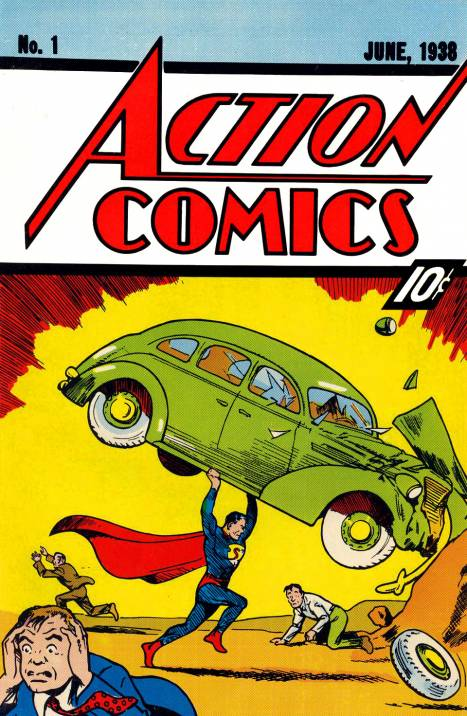 No. 1
JUNE, 1938
ACTION
COMICS
10¢
S